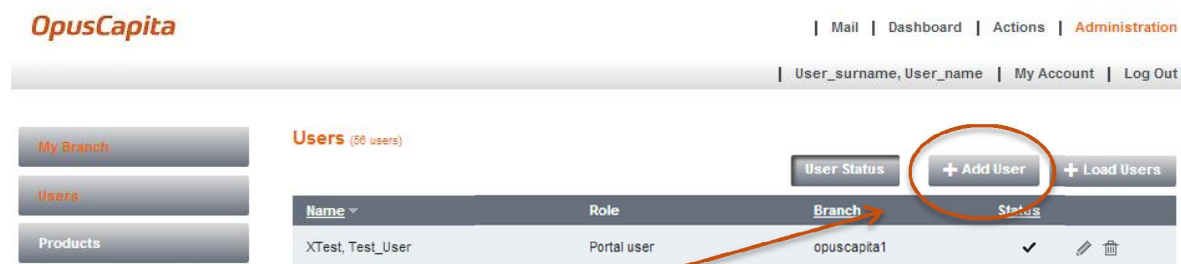 OpusCapita
| Mail | Dashboard | Actions | Administration
| User_surname, User_name | My Account | Log Out
My Branch
Users
Products
Users (56 users)
User Status + Add User + Load Users
Name Role Branch Status
XTest, Test_User Portal user opuscapita1